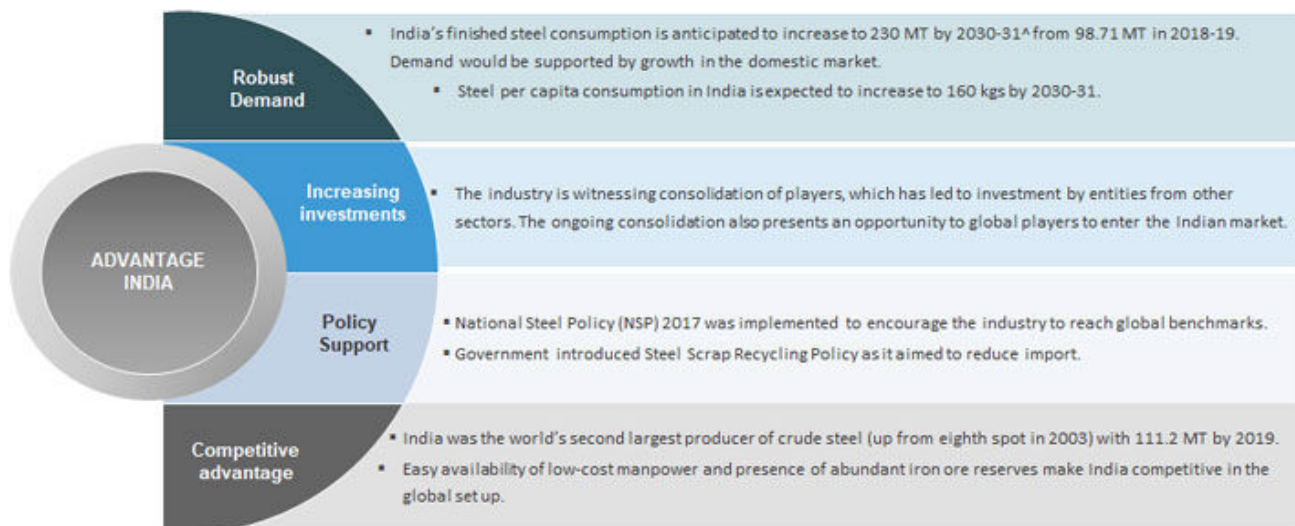 ADVANTAGE
INDIA
Robust
Demand
▪ India's finished steel consumption is anticipated to increase to 230 MT by 2030-31^ from 98.71 MT in 2018-19.
Demand would be supported by growth in the domestic market.
▪ Steel per capita consumption in India is expected to increase to 160 kgs by 2030-31.
Increasing
investments
▪ The industry is witnessing consolidation of players, which has led to investment by entities from other
sectors. The ongoing consolidation also presents an opportunity to global players to enter the Indian market.
Policy
Support
▪ National Steel Policy (NSP) 2017 was implemented to encourage the industry to reach global benchmarks.
▪ Government introduced Steel Scrap Recycling Policy as it aimed to reduce import.
Competitive
advantage
▪ India was the world's second largest producer of crude steel (up from eighth spot in 2003) with 111.2 MT by 2019.
▪ Easy availability of low-cost manpower and presence of abundant iron ore reserves make India competitive in the
global set up.